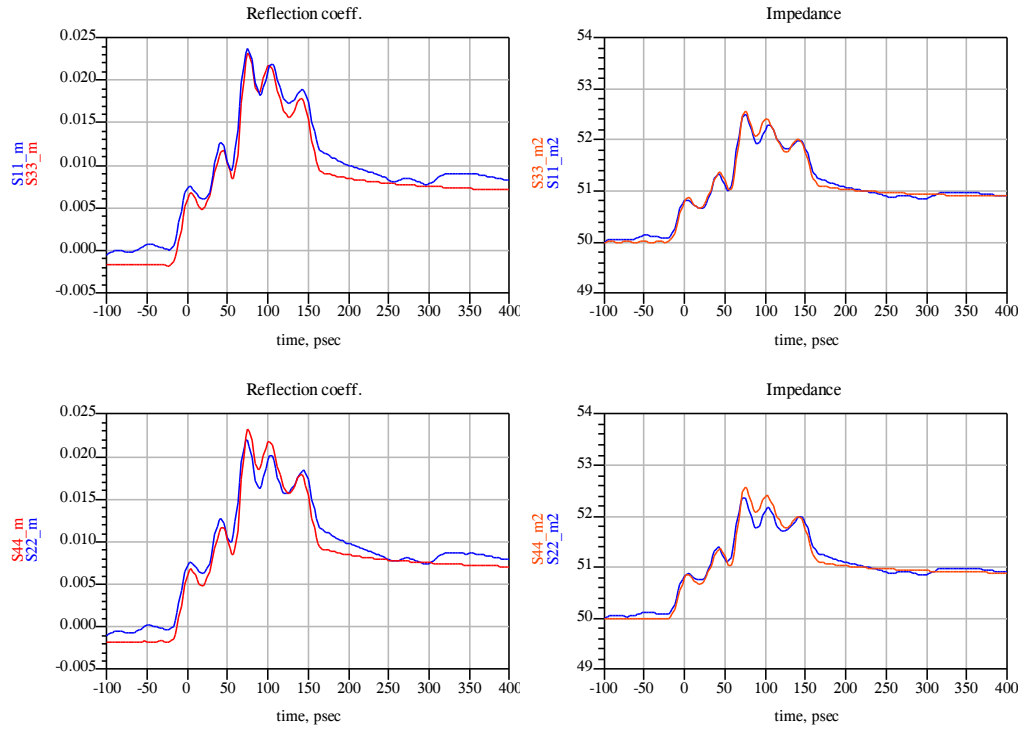 Reflection coeff.
0.025
0.020
0.015
0.010
0.005
0.000
-0.005
S11_m
S33_m
-100 -50 0 50 100 150 200 250 300 350 400
time, psec
Impedance
54
53
52
51
50
49
S33_m2
S11_m2
-100 -50 0 50 100 150 200 250 300 350 400
time, psec
Reflection coeff.
0.025
0.020
0.015
0.010
0.005
0.000
-0.005
S44_m
S22_m
-100 -50 0 50 100 150 200 250 300 350 400
time, psec
Impedance
54
53
52
51
50
49
S44_m2
S22_m2
-100 -50 0 50 100 150 200 250 300 350 400
time, psec